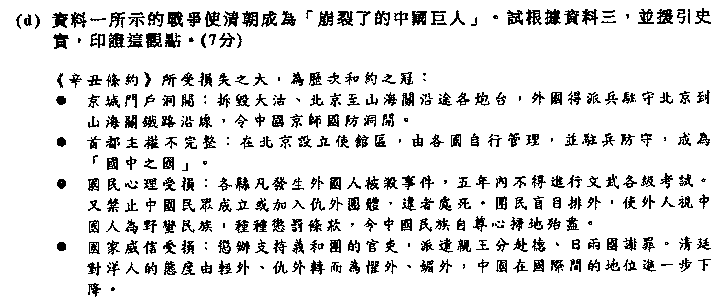 (d) 資料一所示的戰爭使清朝成為「崩裂了的中國巨人」。試根據資料三，並援引史
實，印證這觀點。(7分)
《辛丑條約》所受損失之大，為歷次和約之冠：
● 京城門戶洞開：拆毀大沽、北京至山海關沿途各炮台，外國得派兵駐守北京到
山海關鐵路沿線，令中國京師國防洞開。
● 首都主權不完整：在北京設立使館區，由各國自行管理，並駐兵防守，成為
「國中之國」。
● 國民心理受損：各縣凡發生外國人被殺事件，五年內不得進行文武各級考試。
又禁止中國民眾成立或加入仇外團體，違者處死。團民盲目排外，使外人視中
國人為野蠻民族，種種懲罰條狀，令中國民族自尊心掃地殆盡。
● 國家威信受損：懲辦支持義和團的官吏，派遣親王分赴德、日兩國謝罪。清廷
對洋人的態度由輕外、仇外轉而為懼外、媚外，中國在國際間的地位進一步下
降。